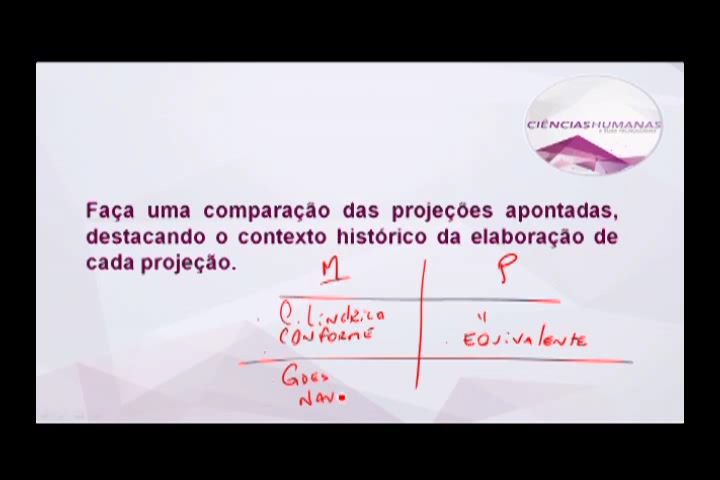 CIÊNCIASHUMANAS
Faça uma comparação das projeções apontadas,
destacando o contexto histórico da elaboração de
cada projeção.
M P
CilíndRica "
CONFORME EQUIVAlENTE
GDES
NAV